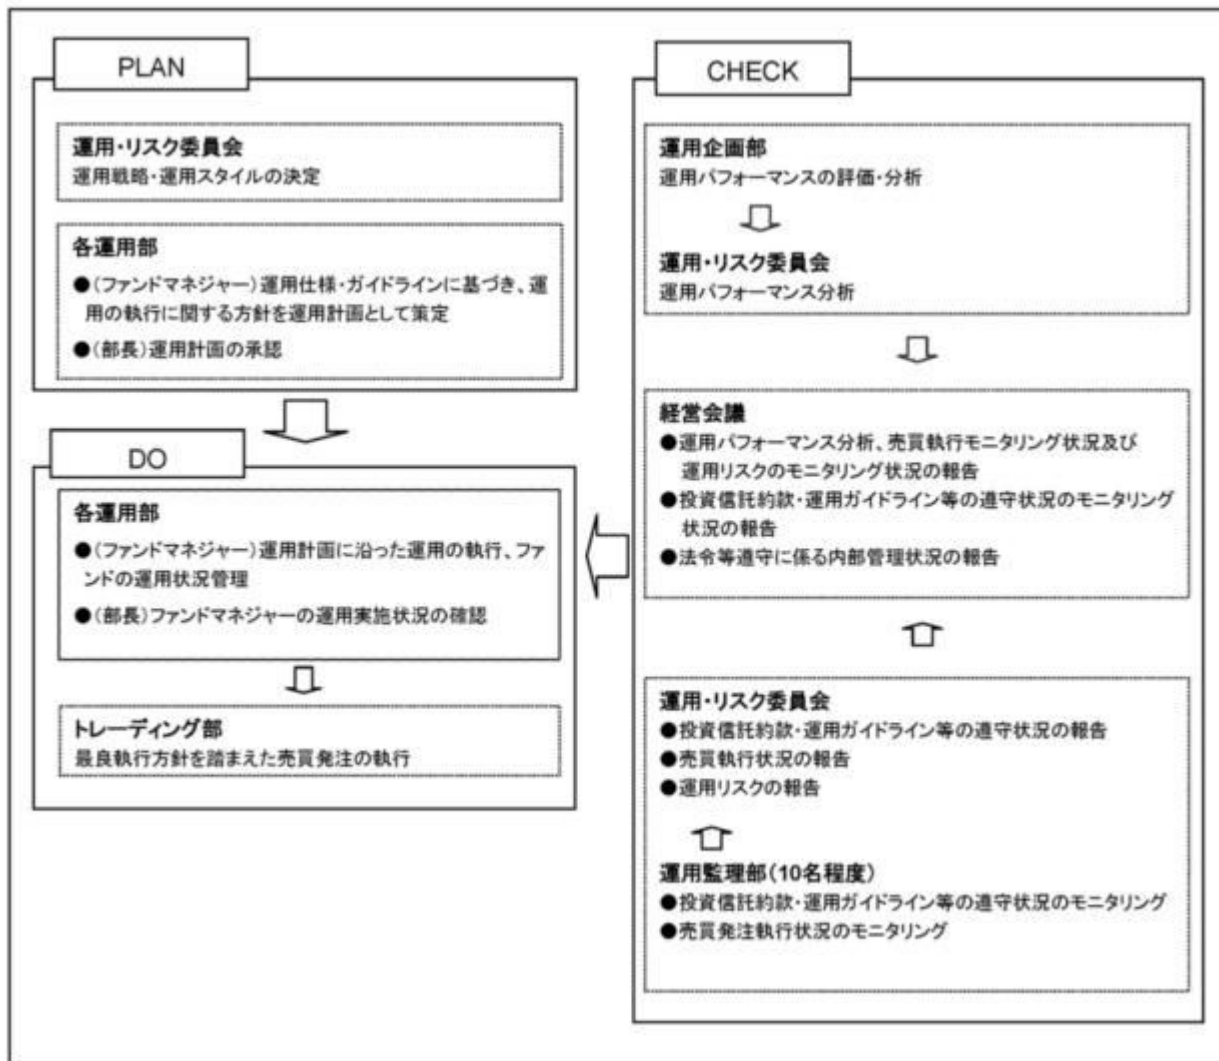 PLAN
運用・リスク委員会
運用戦略・運用スタイルの決定
各運用部
●(ファンドマネジャー)運用仕様・ガイドラインに基づき、運
用の執行に関する方針を運用計画として策定
●(部長)運用計画の承認
DO
各運用部
●(ファンドマネジャー)運用計画に沿った運用の執行、ファ
ンドの運用状況管理
●(部長)ファンドマネジャーの運用実施状況の確認
トレーディング部
最良執行方針を踏まえた売買発注の執行
CHECK
運用企画部
運用パフォーマンスの評価・分析
運用・リスク委員会
運用パフォーマンス分析
経営会議
●運用パフォーマンス分析、売買執行モニタリング状況及び
運用リスクのモニタリング状況の報告
●投資信託約款・運用ガイドライン等の遵守状況のモニタリング
状況の報告
●法令等遵守に係る内部管理状況の報告
運用・リスク委員会
●投資信託約款・運用ガイドライン等の遵守状況の報告
●売買執行状況の報告
●運用リスクの報告
運用監理部(10名程度)
●投資信託約款・運用ガイドライン等の遵守状況のモニタリング
●売買発注執行状況のモニタリング